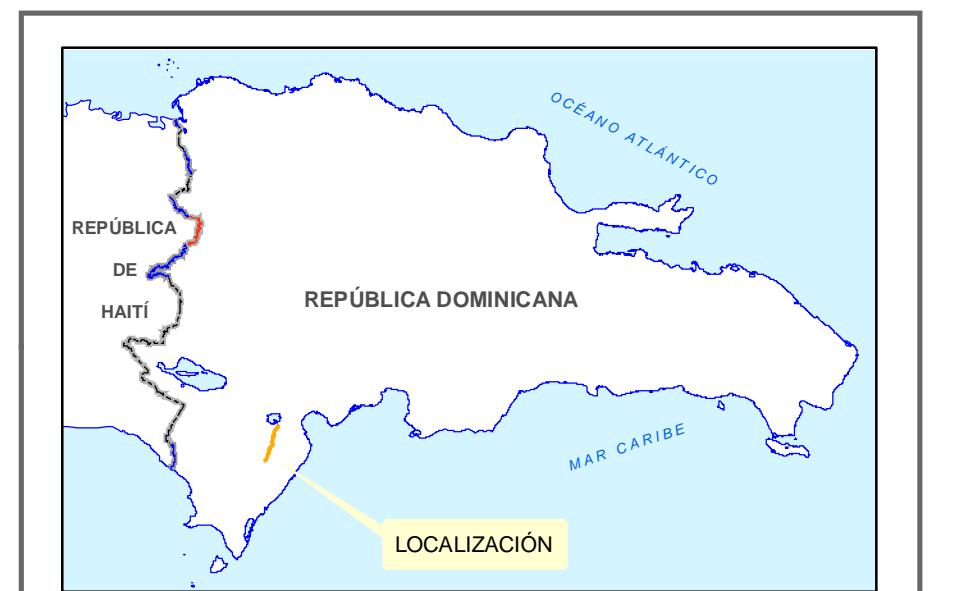 OCÉANO ATLÁNTICO
REPÚBLICA
DE
HAITÍ
REPÚBLICA DOMINICANA
MAR CARIBE
LOCALIZACIÓN